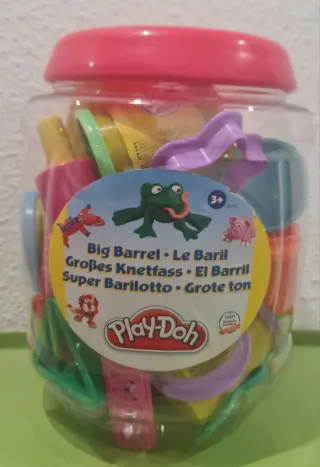 3+
Big Barrel • Le Baril
Großes Knetfass • El Barril
Super Barilotto • Grote ton
Play-Doh